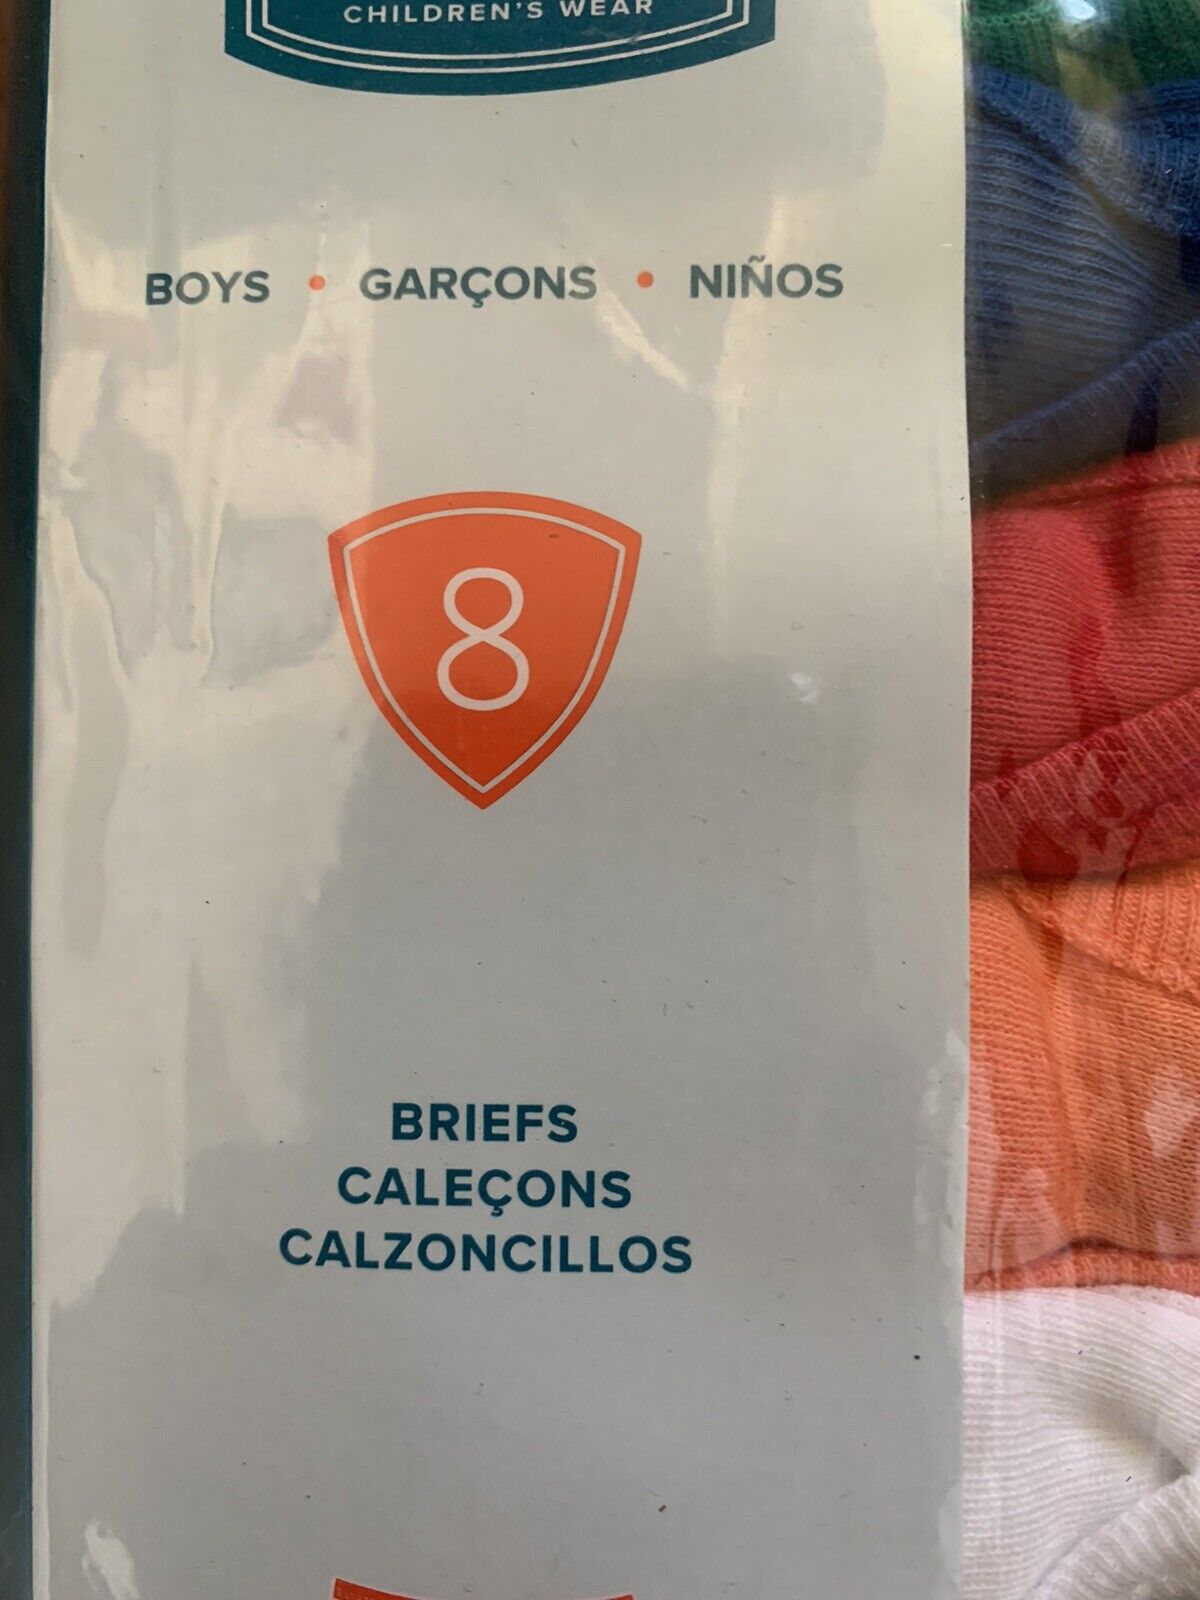 CHILDREN'S WEAR
BOYS • GARÇONS • NIÑOS
8
BRIEFS
CALEÇONS
CALZONCILLOS